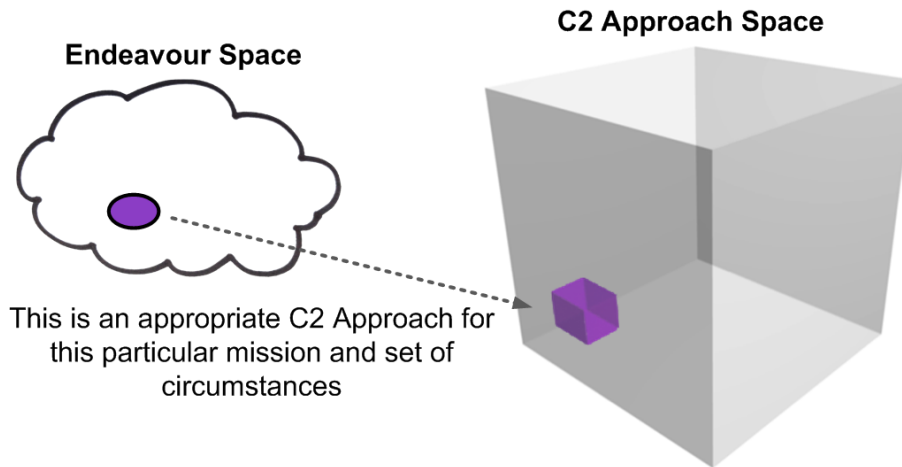 C2 Approach Space
Endeavour Space
This is an appropriate C2 Approach for
this particular mission and set of
circumstances